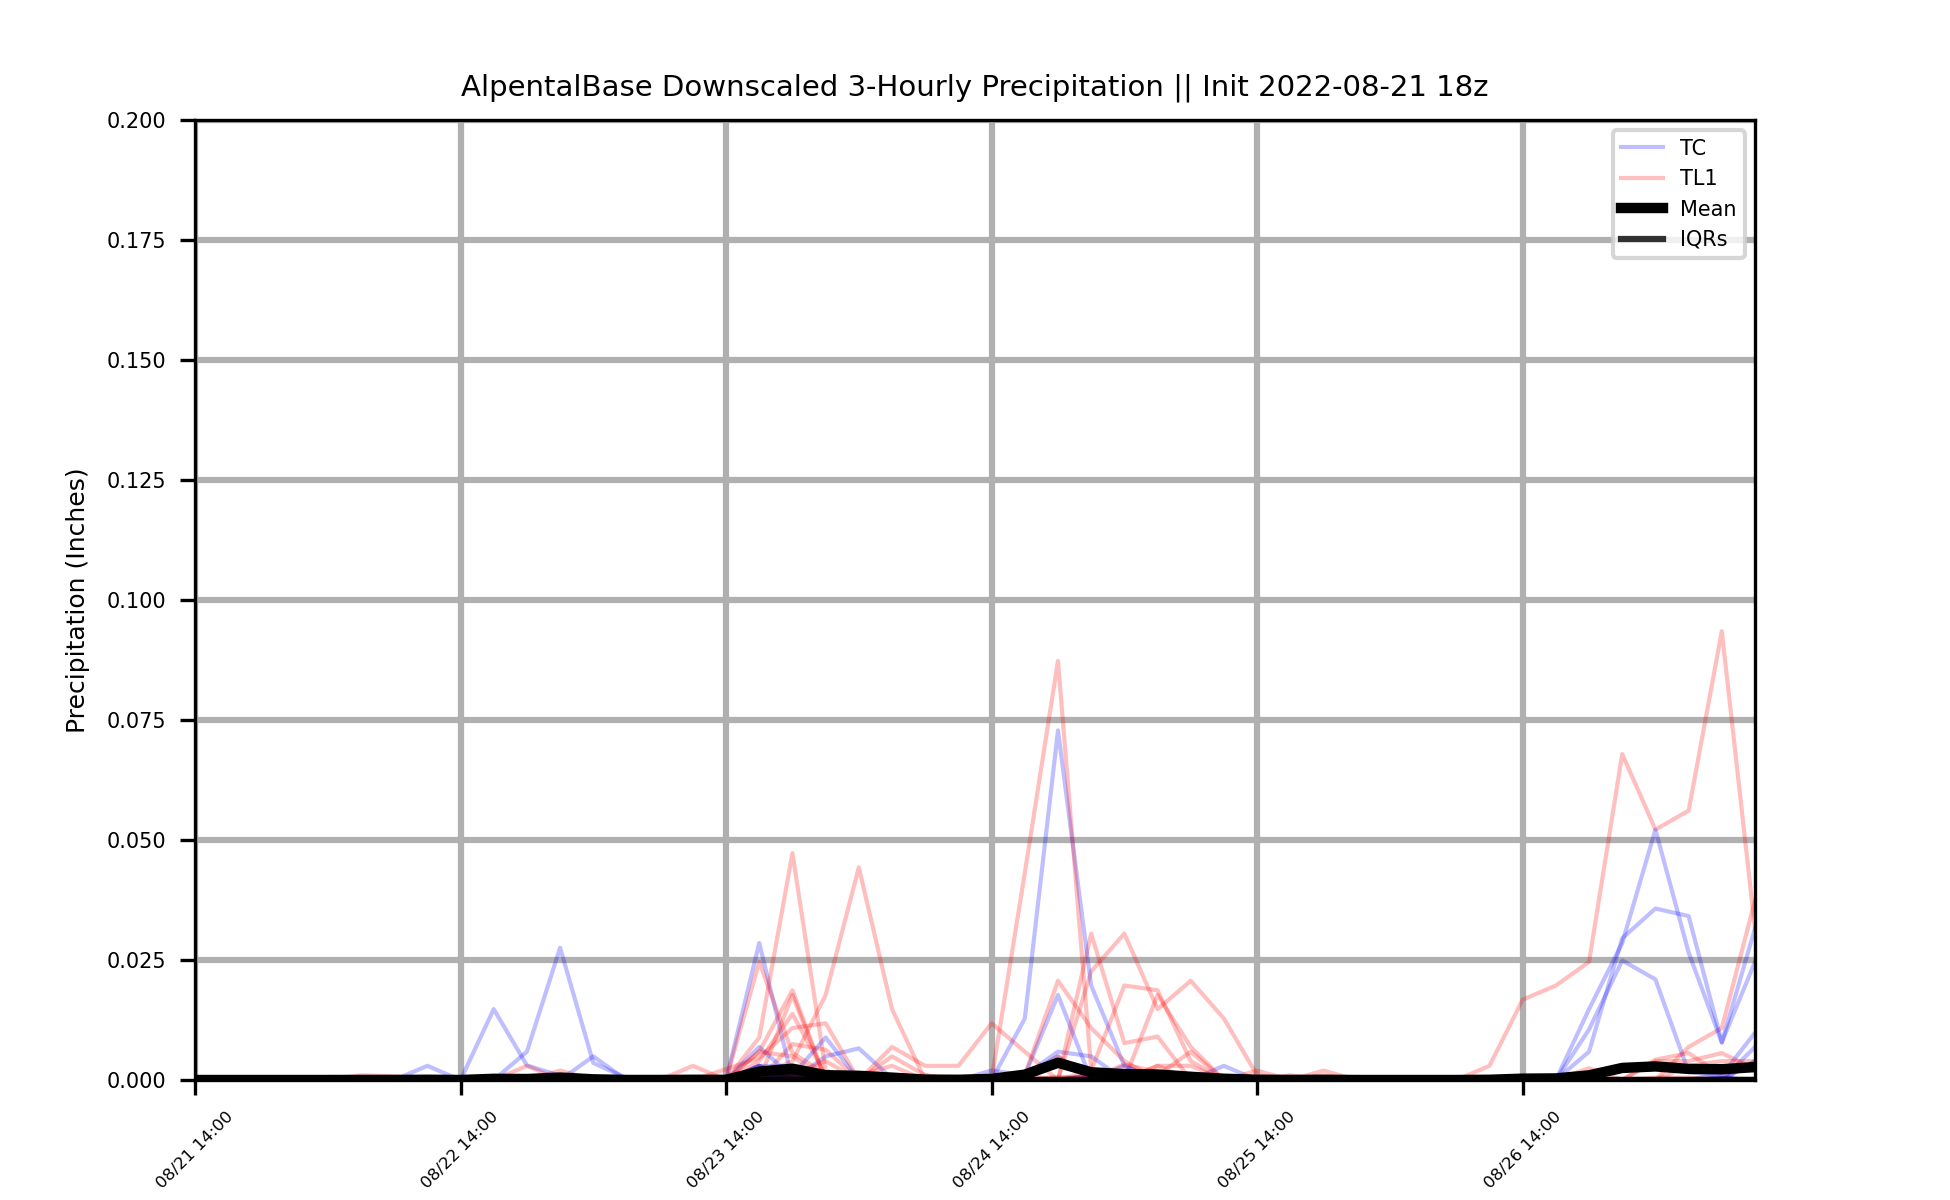 AlpentalBase Downscaled 3-Hourly Precipitation || Init 2022-08-21 18z
TC
TL1
Mean
IQRs
Precipitation (Inches)
0.200
0.175
0.150
0.125
0.100
0.075
0.050
0.025
0.000
08/21 14:00
08/22 14:00
08/23 14:00
08/24 14:00
08/25 14:00
08/26 14:00